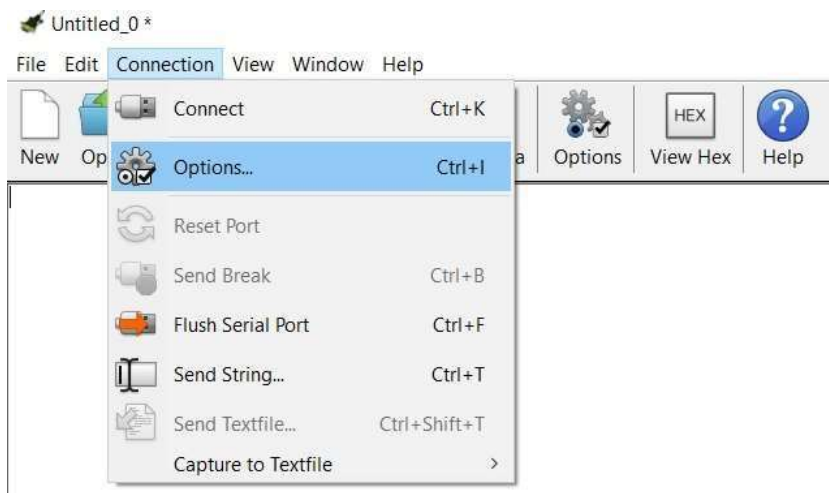 Untitled_0 *
File Edit Connection View Window Help
Connect Ctrl+K
Options... Ctrl+I
Reset Port
Send Break Ctrl+B
Flush Serial Port Ctrl+F
Send String... Ctrl+T
Send Textfile... Ctrl+Shift+T
Capture to Textfile >
New Op a Options View Hex Help
HEX
?